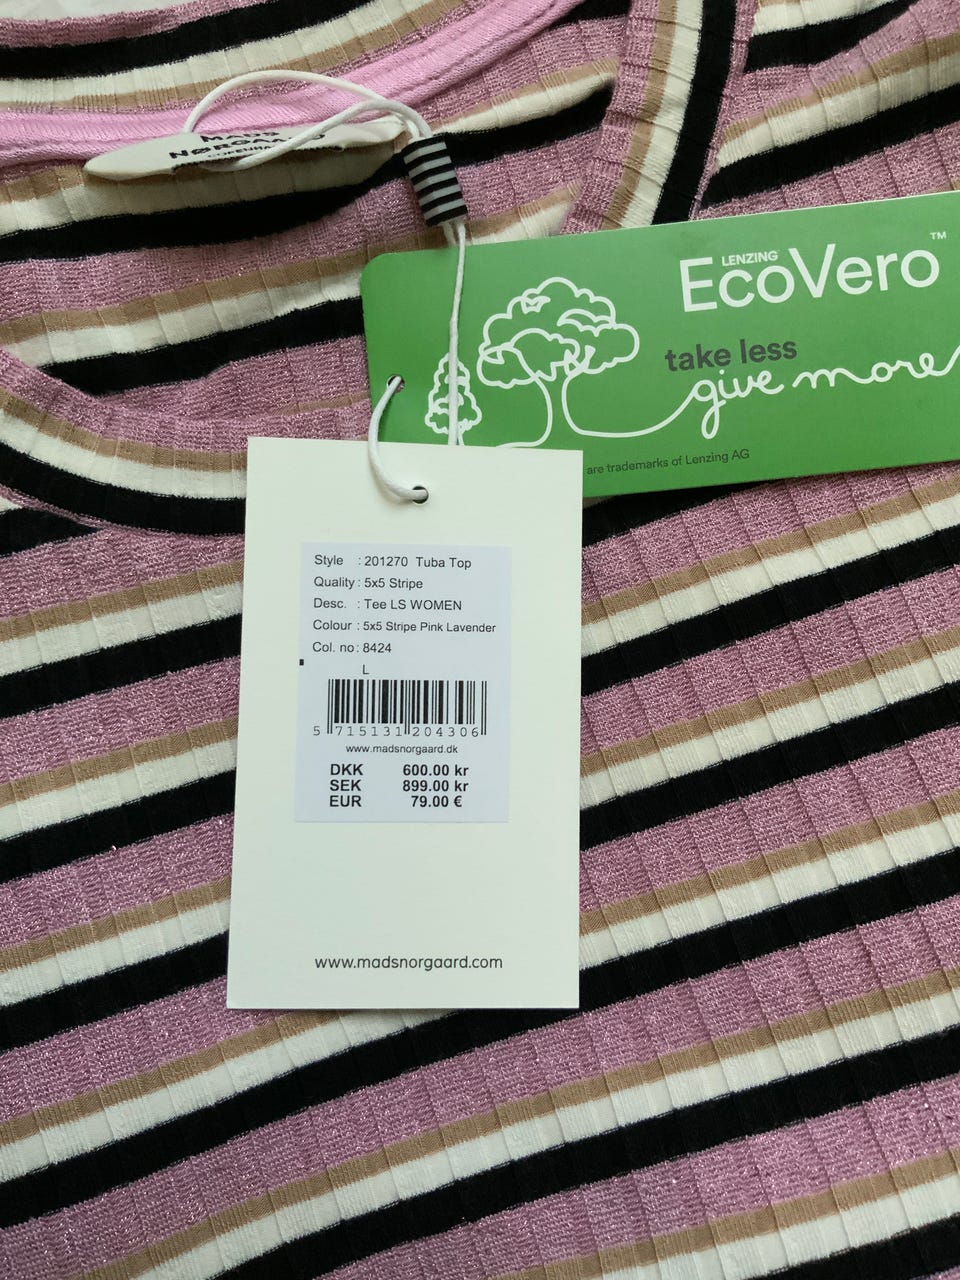 MADS
NØRGAARD
LENZING
EcoVero™
take less
give more
are trademarks of Lenzing AG
Style : 201270 Tuba Top
Quality : 5x5 Stripe
Desc. : Tee LS WOMEN
Colour : 5x5 Stripe Pink Lavender
Col. no : 8424
L
5 715131 204306
www.madsnorgaard.dk
DKK 600.00 kr
SEK 899.00 kr
EUR 79.00 €
www.madsnorgaard.com